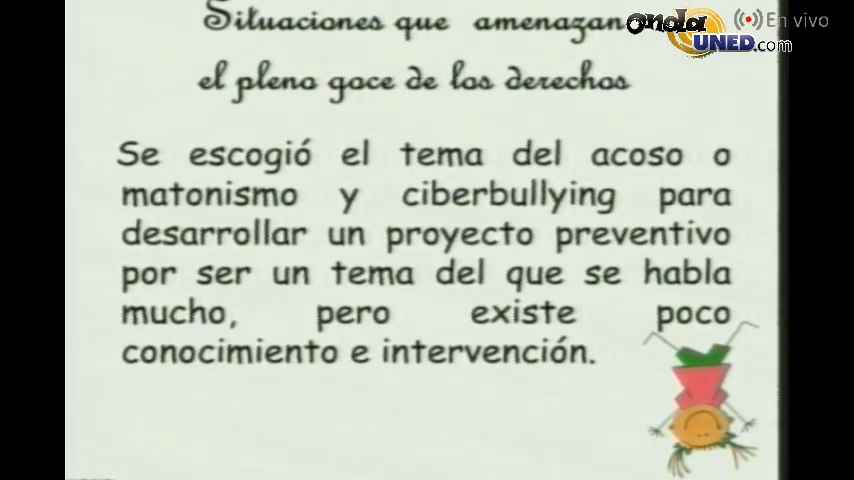 Situaciones que amenazan
el pleno goce de los derechos
onda
UNED.com
En vivo
Se escogió el tema del acoso o
matonismo y ciberbullying para
desarrollar un proyecto preventivo
por ser un tema del que se habla
mucho, pero existe poco
conocimiento e intervención.